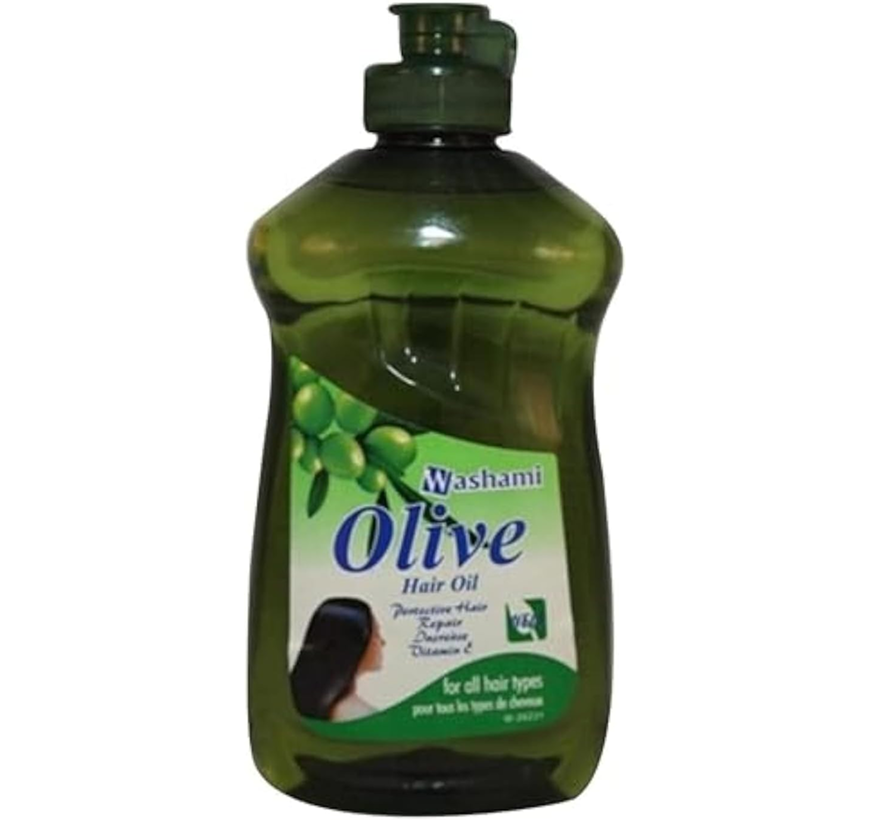 Washami
Olive
Hair Oil
Protective Hair
Repair
Increase
Vitamin E
for all hair types
pour tous les types de cheveux